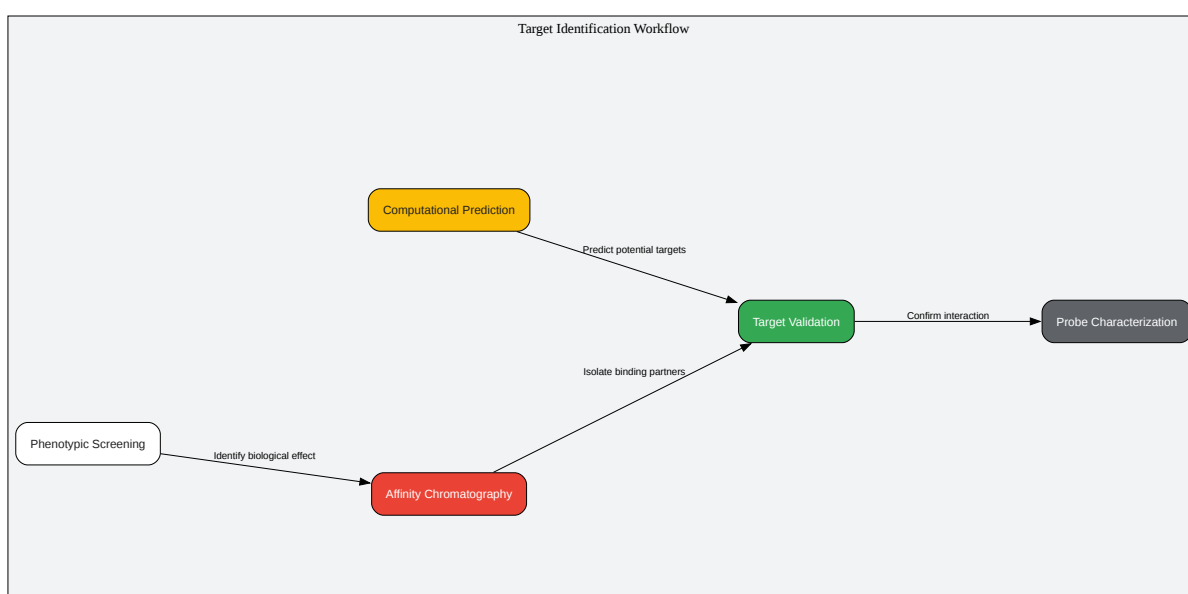 Target Identification Workflow
Computational Prediction
Predict potential targets
Target Validation
Confirm interaction
Probe Characterization
Isolate binding partners
Phenotypic Screening
Identify biological effect
Affinity Chromatography